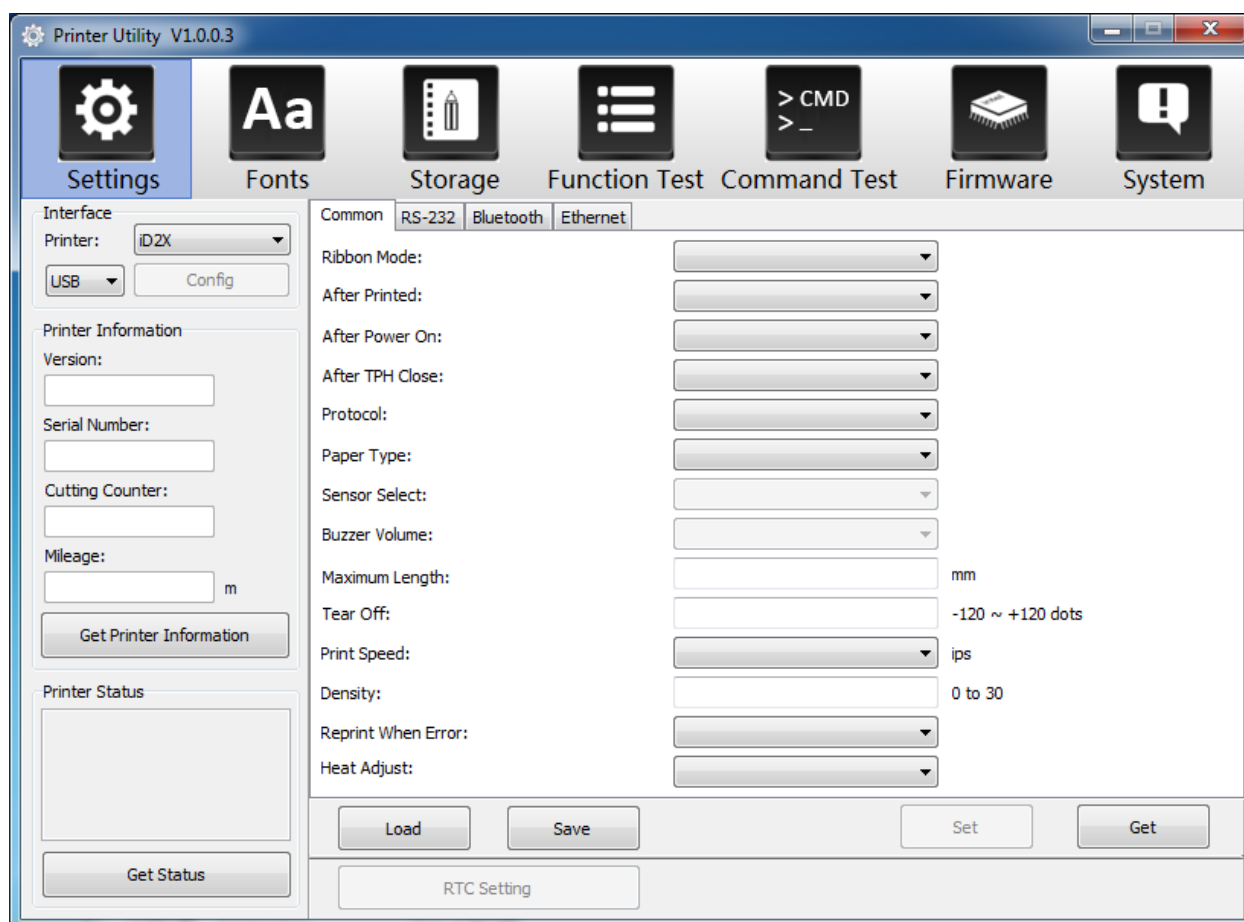 Printer Utility V1.0.0.3
Aa
> CMD
> _
Settings
Fonts
Storage
Function Test
Command Test
Firmware
System
Interface
Printer:
iD2X
USB
Config
Printer Information
Version:
Serial Number:
Cutting Counter:
Mileage:
m
Get Printer Information
Printer Status
Get Status
Common
RS-232
Bluetooth
Ethernet
Ribbon Mode:
After Printed:
After Power On:
After TPH Close:
Protocol:
Paper Type:
Sensor Select:
Buzzer Volume:
Maximum Length:
mm
Tear Off:
-120 ~ +120 dots
Print Speed:
ips
Density:
0 to 30
Reprint When Error:
Heat Adjust:
Load
Save
Set
Get
RTC Setting